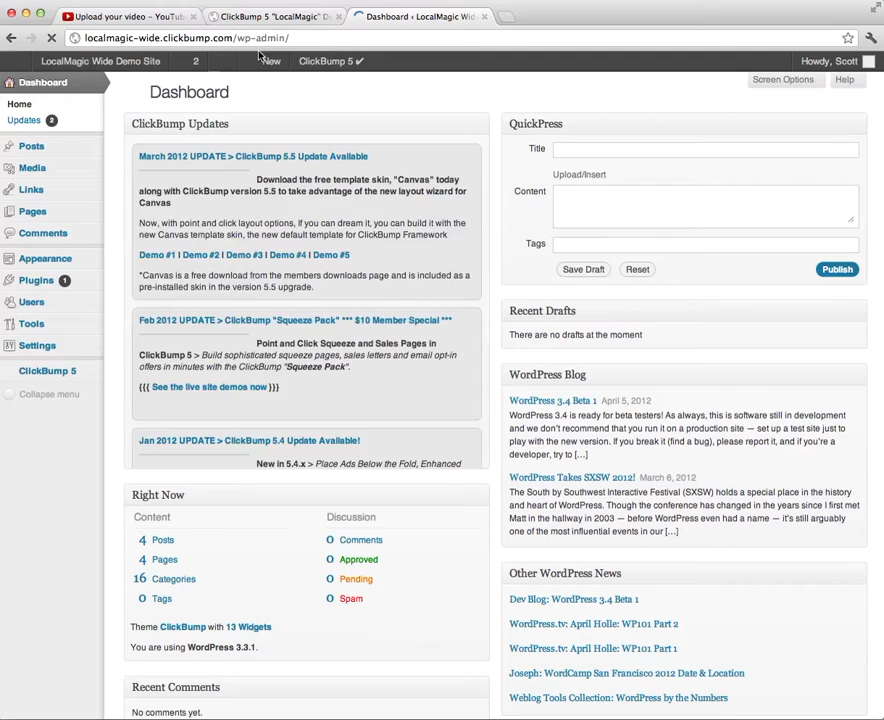 Upload your video – YouTub
ClickBump 5 "LocalMagic" De
Dashboard ‹ LocalMagic Wid
localmagic-wide.clickbump.com/wp-admin/
LocalMagic Wide Demo Site 2 New ClickBump 5 ✔ Howdy, Scott
Dashboard
Home
Updates 2
Posts
Media
Links
Pages
Comments
Appearance
Plugins 1
Users
Tools
Settings
ClickBump 5
Collapse menu
Screen Options Help
Dashboard
ClickBump Updates
March 2012 UPDATE > ClickBump 5.5 Update Available
Download the free template skin, "Canvas" today
along with ClickBump version 5.5 to take advantage of the new layout wizard for
Canvas
Now, with point and click layout options, If you can dream it, you can build it with
the new Canvas template skin, the new default template for ClickBump Framework
Demo #1 I Demo #2 I Demo #3 I Demo #4 I Demo #5
*Canvas is a free download from the members downloads page and is included as a
pre-installed skin in the version 5.5 upgrade.
Feb 2012 UPDATE > ClickBump "Squeeze Pack" *** $10 Member Special ***
Point and Click Squeeze and Sales Pages in
ClickBump 5 > Build sophisticated squeeze pages, sales letters and email opt-
in offers in minutes with the ClickBump "Squeeze Pack".
{{{ See the live site demos now }}}
Jan 2012 UPDATE > ClickBump 5.4 Update Available!
New in 5.4.x > Place Ads Below the Fold, Enhanced
Right Now
Content Discussion
4 Posts 0 Comments
4 Pages 0 Approved
16 Categories 0 Pending
0 Tags 0 Spam
Theme ClickBump with 13 Widgets
You are using WordPress 3.3.1.
Recent Comments
No comments yet.
QuickPress
Title
Upload/Insert
Content
Tags
Save Draft Reset Publish
Recent Drafts
There are no drafts at the moment
WordPress Blog
WordPress 3.4 Beta 1 April 5, 2012
WordPress 3.4 is ready for beta testers! As always, this is software still in development
and we don't recommend that you run it on a production site — set up a test site just to
play with the new version. If you break it (find a bug), please report it, and if you're a
developer, try to [...]
WordPress Takes SXSW 2012! March 6, 2012
The South by Southwest Interactive Festival (SXSW) holds a special place in the history
and heart of WordPress. Though the conference has changed in the years since I first met
Matt in the hallway in 2003 — before WordPress even had a name — it's still arguably
one of the most influential events in our [...]
Other WordPress News
Dev Blog: WordPress 3.4 Beta 1
WordPress.tv: April Holle: WP101 Part 2
WordPress.tv: April Holle: WP101 Part 1
Joseph: WordCamp San Francisco 2012 Date & Location
Weblog Tools Collection: WordPress by the Numbers